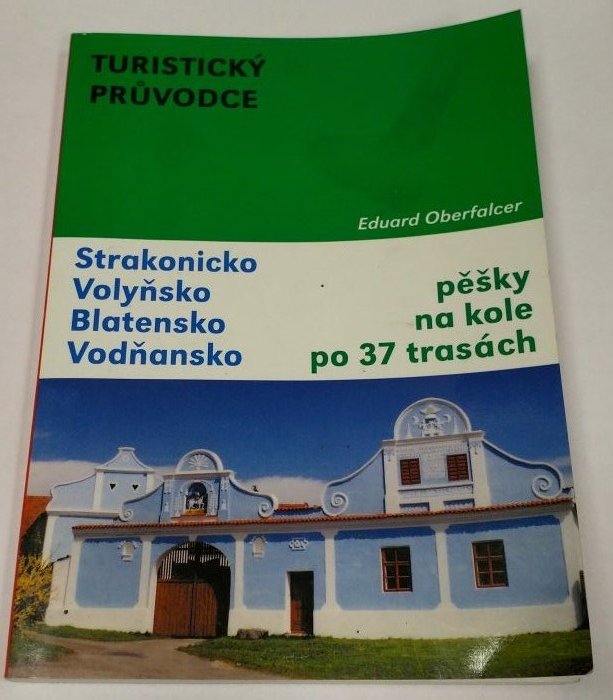 TURISTICKÝ
PRŮVODCE
Eduard Oberfalcer
Strakonicko
Volyňsko
Blatensko
Vodňansko
pěšky
na kole
po 37 trasách